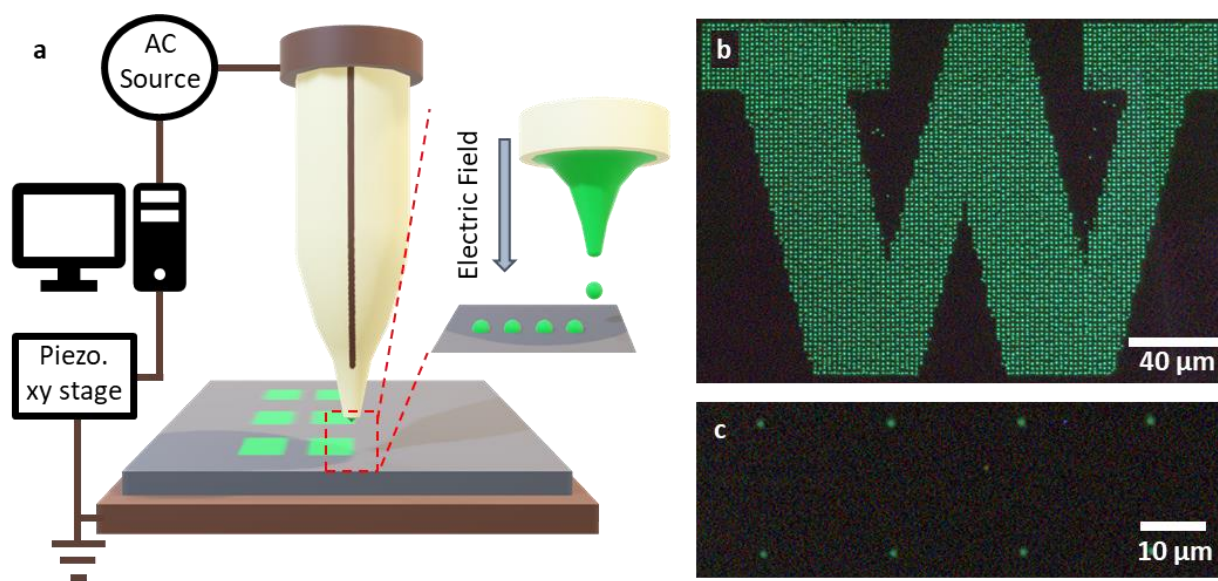 a
AC
Source
Piezo.
xy stage
Electric Field
b
40 µm
c
10 µm